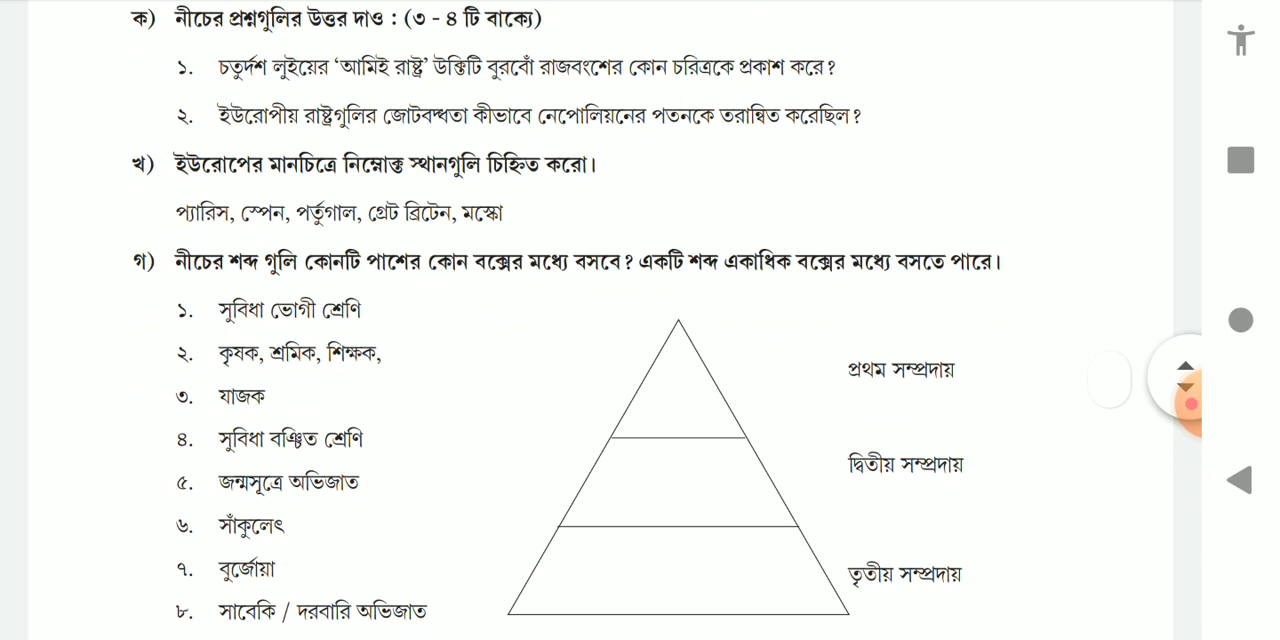 ক) নীচের প্রশ্নগুলির উত্তর দাও : (৩ - ৪ টি বাক্যে)
১. চতুর্দশ লুইয়ের ‘আমিই রাষ্ট্র’ উক্তিটি বুরবোঁ রাজবংশের কোন চরিত্রকে প্রকাশ করে?
২. ইউরোপীয় রাষ্ট্রগুলির জোটবদ্ধতা কীভাবে নেপোলিয়নের পতনকে তরান্বিত করেছিল?
খ) ইউরোপের মানচিত্রে নিম্নোক্ত স্থানগুলি চিহ্নিত করো।
প্যারিস, স্পেন, পর্তুগাল, গ্রেট ব্রিটেন, মস্কো
গ) নীচের শব্দ গুলি কোনটি পাশের কোন বক্সের মধ্যে বসবে? একটি শব্দ একাধিক বক্সের মধ্যে বসতে পারে।
১. সুবিধা ভোগী শ্রেণি
২. কৃষক, শ্রমিক, শিক্ষক,
৩. যাজক
৪. সুবিধা বঞ্চিত শ্রেণি
৫. জন্মসূত্রে অভিজাত
৬. সাঁকুলেৎ
৭. বুর্জোয়া
৮. সাবেকি / দরবারি অভিজাত
প্রথম সম্প্রদায়
দ্বিতীয় সম্প্রদায়
তৃতীয় সম্প্রদায়